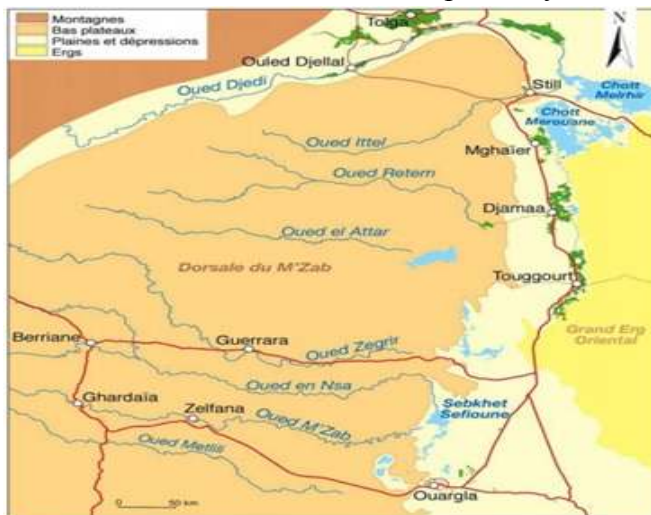 Montagnes
Bas plateaux
Plaines et dépressions
Ergs
Tolga
N
Ouled Djellal
Oued Djedi
Still
Chott
Melrhir
Chott
Merouane
Oued Ittel
Mghaïer
Oued Retem
Djamaa
Oued el Attar
Dorsale du M'Zab
Touggourt
Grand Erg
Oriental
Berriane
Guerrara
Oued Zegrir
Oued en Nsa
Ghardaïa
Zelfana
Oued M'Zab
Sebkhet
Sefioune
Oued Metlili
Ouargla
0 50 km